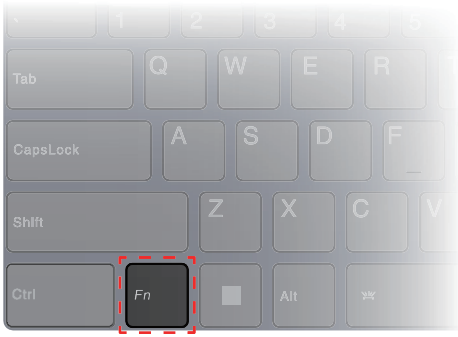 ` 1 2 3 4 5
Tab Q W E R
CapsLock A S D F
Shift Z X C V
Ctrl Fn Alt